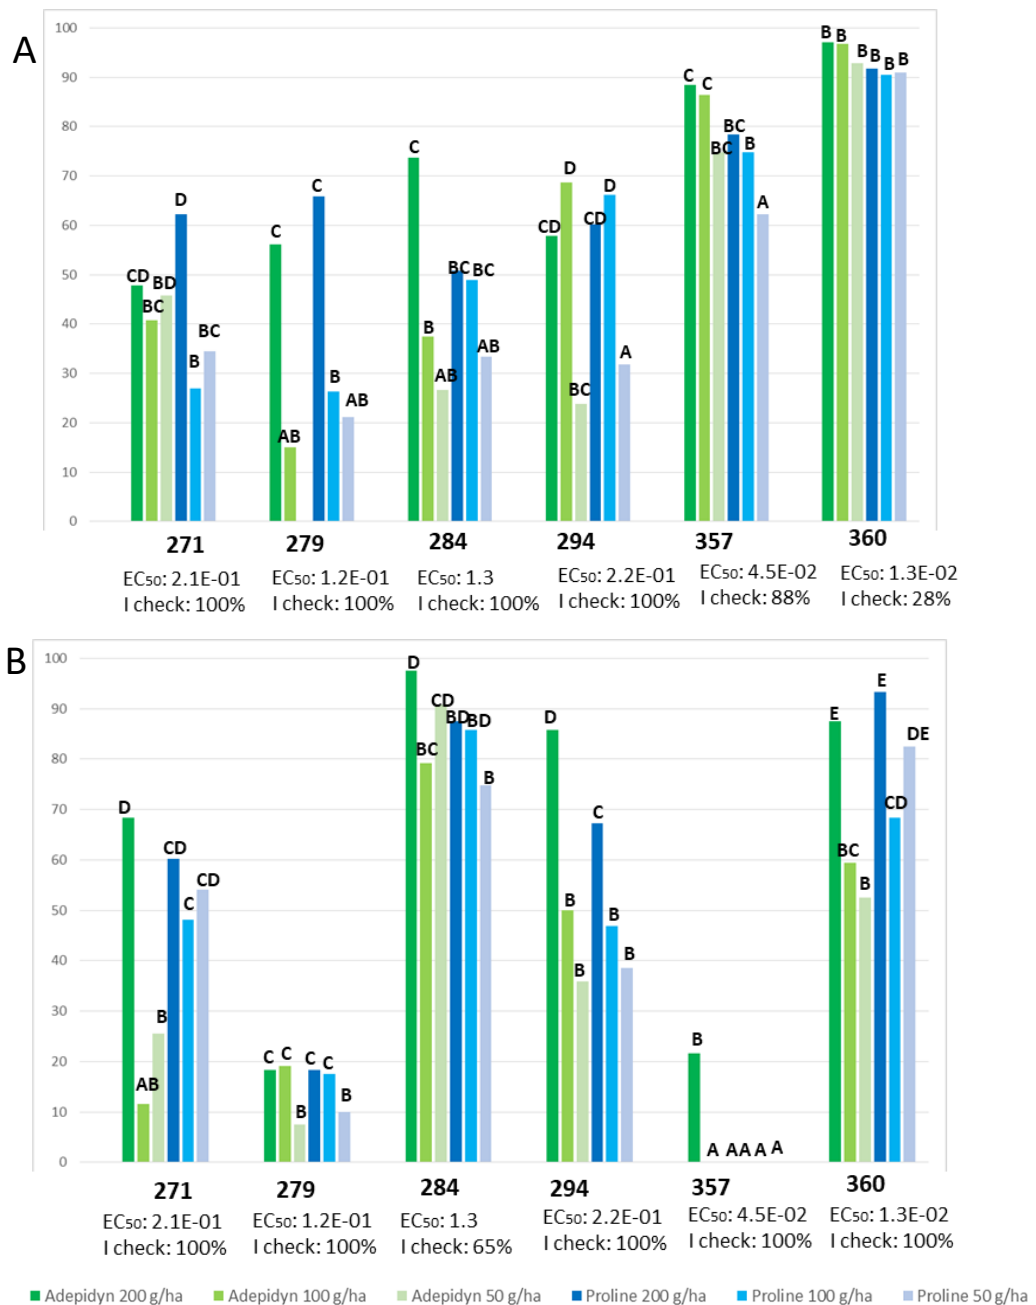 A
100
90
80
70
60
50
40
30
20
10
0
CD BC BD D B BC
C AB C B AB
C B AB BC BC AB
CD D BC CD D A
C C BC BC B A
B B B B B B
271 279 284 294 357 360
EC₅₀: 2.1E-01 EC₅₀: 1.2E-01 EC₅₀: 1.3 EC₅₀: 2.2E-01 EC₅₀: 4.5E-02 EC₅₀: 1.3E-02
I check: 100% I check: 100% I check: 100% I check: 100% I check: 88% I check: 28%
B
100
90
80
70
60
50
40
30
20
10
0
D AB B CD C CD
C C B C C B
D BC CD BD BD B
D B B C B B
B A A A A A
E BC B E CD DE
271 279 284 294 357 360
EC₅₀: 2.1E-01 EC₅₀: 1.2E-01 EC₅₀: 1.3 EC₅₀: 2.2E-01 EC₅₀: 4.5E-02 EC₅₀: 1.3E-02
I check: 100% I check: 100% I check: 65% I check: 100% I check: 100% I check: 100%
Adepidyn 200 g/ha Adepidyn 100 g/ha Adepidyn 50 g/ha Proline 200 g/ha Proline 100 g/ha Proline 50 g/ha